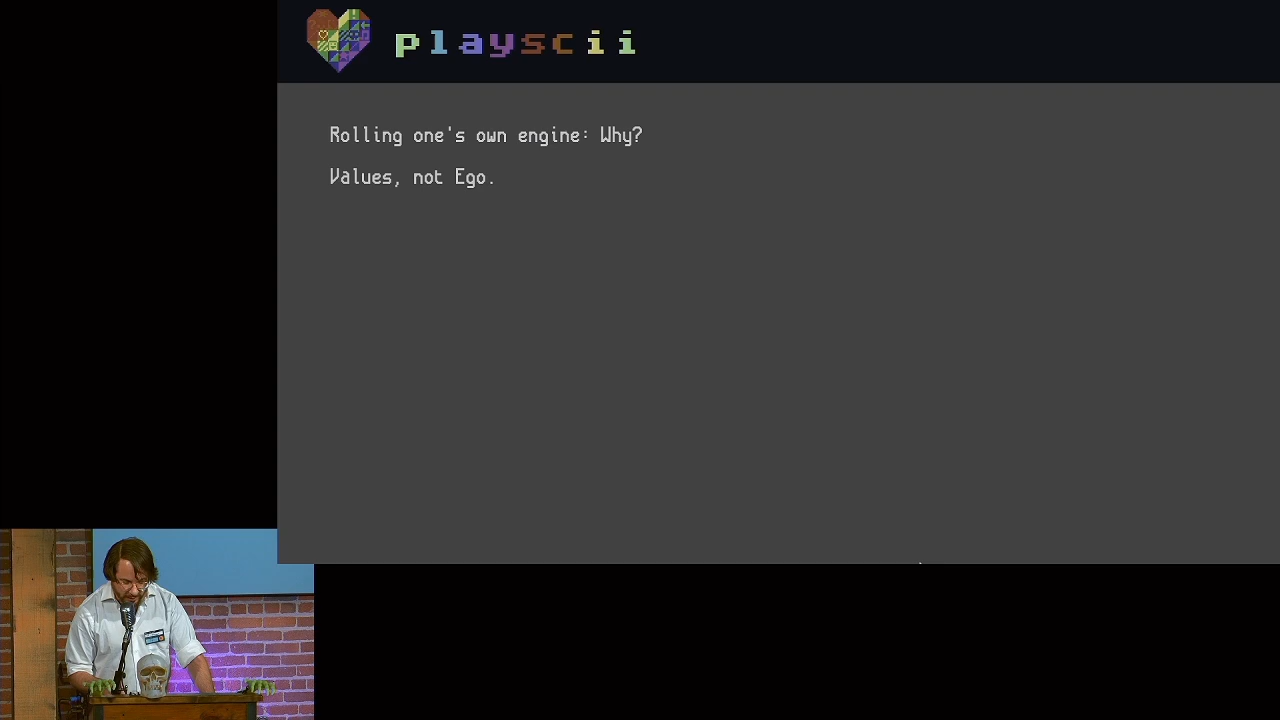 playscii
Rolling one's own engine: Why?
Values, not Ego.